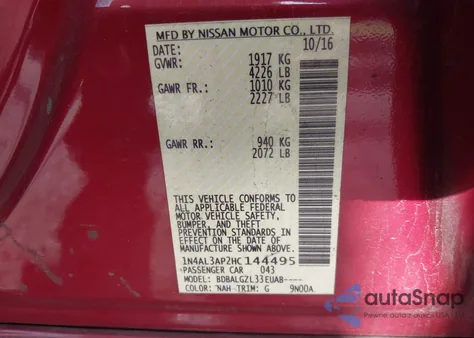 MFD BY NISSAN MOTOR CO., LTD.
DATE: 10/16
GVWR: 1917 KG
4226 LB
GAWR FR.: 1010 KG
2227 LB
GAWR RR.: 940 KG
2072 LB
THIS VEHICLE CONFORMS TO
ALL APPLICABLE FEDERAL
MOTOR VEHICLE SAFETY,
BUMPER, AND THEFT
PREVENTION STANDARDS IN
EFFECT ON THE DATE OF
MANUFACTURE SHOWN ABOVE.
1N4AL3AP2HC144495
PASSENGER CAR 043
MODEL: BDBALGZL33EUAB----
COLOR: NAH TRIM: G 9N00A
autoSnap